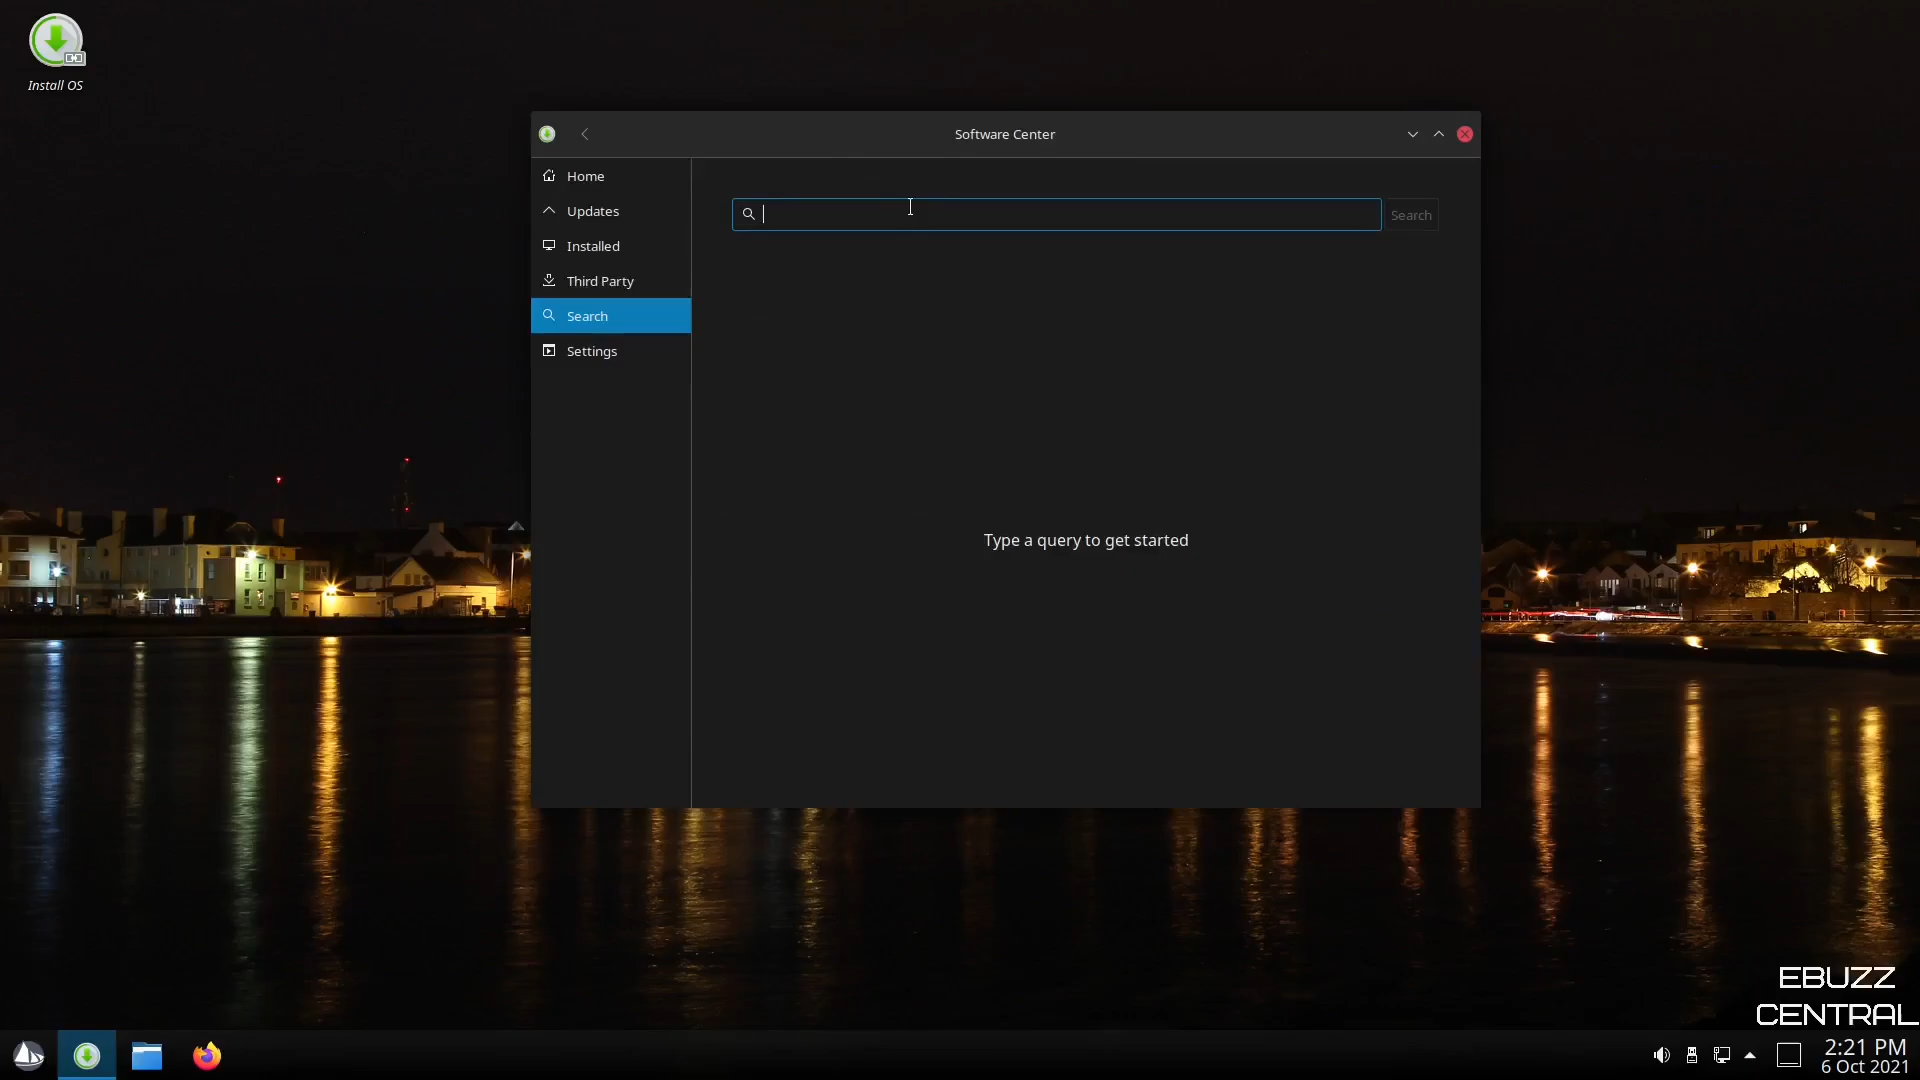 Install OS
Software Center
Home
Updates
Installed
Third Party
Search
Settings
Search
Type a query to get started
EBUZZ
CENTRAL
2:21 PM
6 Oct 2021